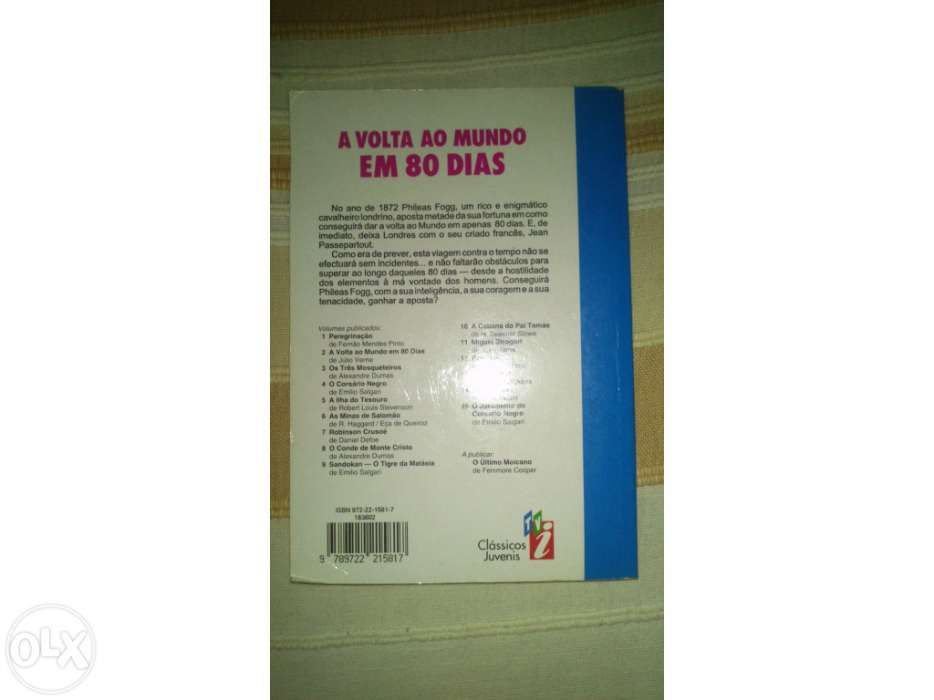 A VOLTA AO MUNDO
EM 80 DIAS
No ano de 1872 Phileas Fogg, um rico e enigmático
cavalheiro londrino, aposta metade da sua fortuna em como
conseguirá dar a volta ao Mundo em apenas 80 dias. E, de
imediato, deixa Londres com o seu criado francês, Jean
Passepartout.
Como era de prever, esta viagem contra o tempo não se
efectuará sem incidentes... e não faltarão obstáculos para
superar ao longo daqueles 80 dias — desde a hostilidade
dos elementos à má vontade dos homens. Conseguirá
Phileas Fogg, com a sua inteligência, a sua coragem e a sua
tenacidade, ganhar a aposta?
Volumes publicados:
1 Peregrinação
de Fernão Mendes Pinto
2 A Volta ao Mundo em 80 Dias
de Júlio Verne
3 Os Três Mosqueteiros
de Alexandre Dumas
4 O Corsário Negro
de Emilio Salgari
5 A Ilha do Tesouro
de Robert Louis Stevenson
6 As Minas de Salomão
de R. Haggard / Eça de Queiroz
7 Robinson Crusoé
de Daniel Defoe
8 O Conde de Monte Cristo
de Alexandre Dumas
9 Sandokan — O Tigre da Malásia
de Emilio Salgari
10 A Cabana do Pai Tomás
de H. Beecher Stowe
11 Miguel Strogoff
Corsário Negro
de Emilio Salgari
A publicar:
O Último Moicano
de Fenimore Cooper
ISBN 972-22-1581-7
9 789722 215817
TVi
Clássicos
Juvenis
OLX